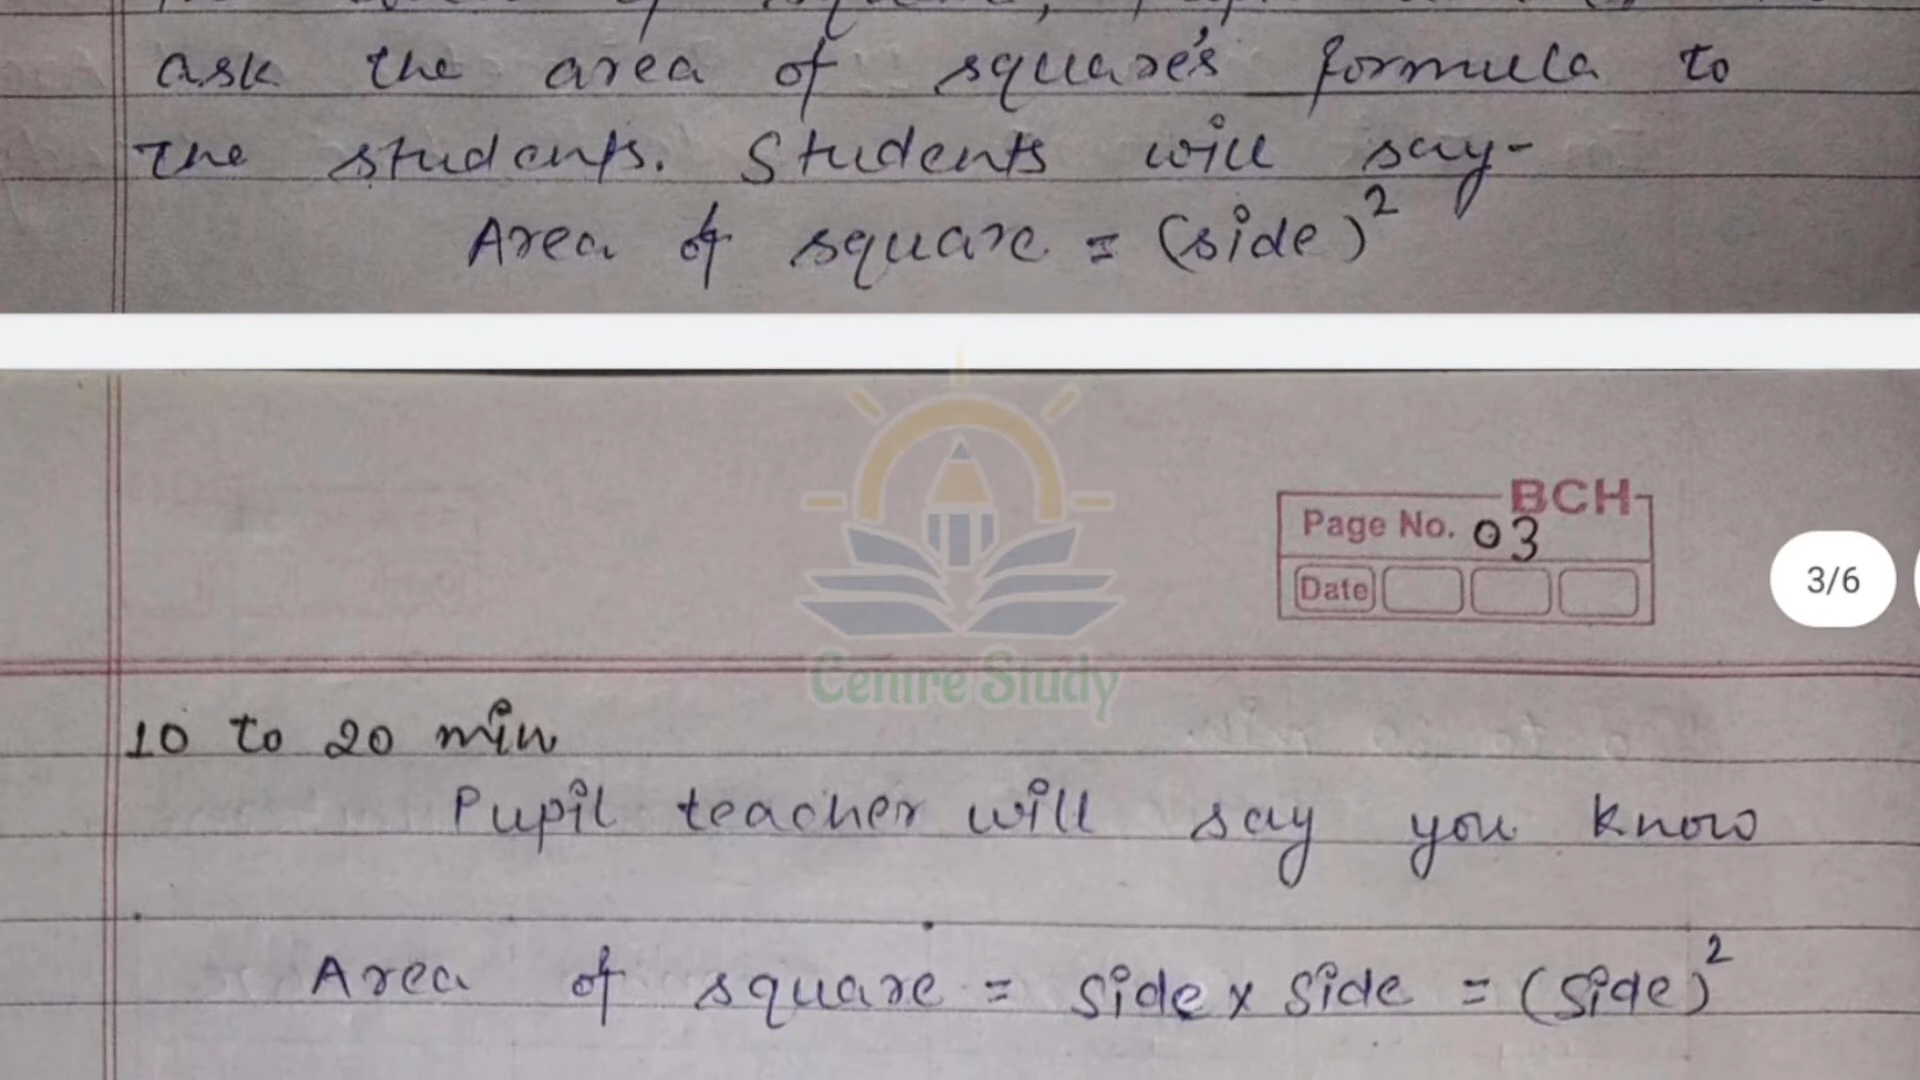 ask the area of square's formula to
the students. Students will say-
Area of square = (side)²
BCH
Page No. 03
Date
3/6
Centre Study
10 to 20 min
Pupil teacher will say you know
Area of square = Side x Side = (Side)²